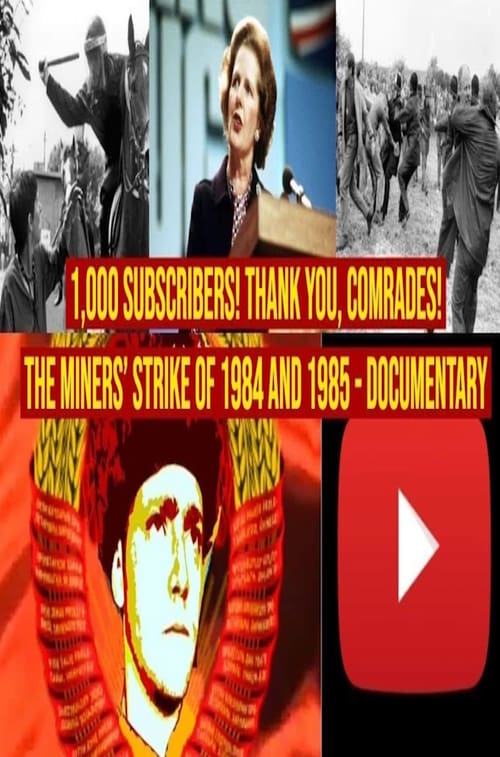 1,000 SUBSCRIBERS! THANK YOU, COMRADES!
THE MINERS' STRIKE OF 1984 AND 1985 - DOCUMENTARY